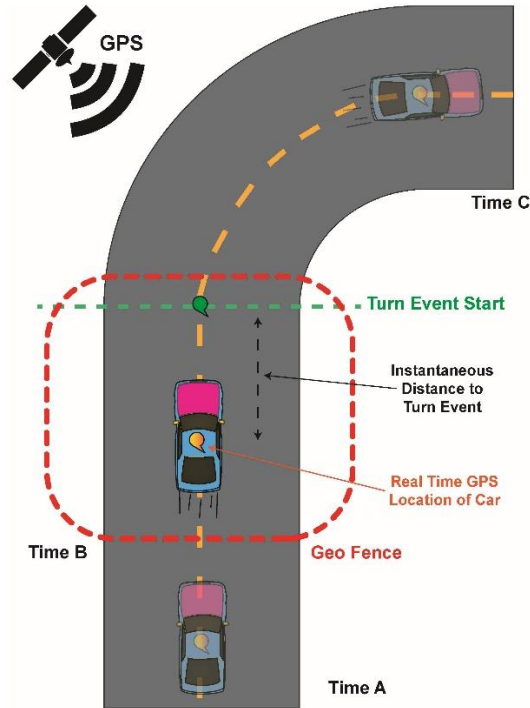 GPS
Time C
Turn Event Start
Instantaneous
Distance to
Turn Event
Real Time GPS
Location of Car
Time B
Geo Fence
Time A